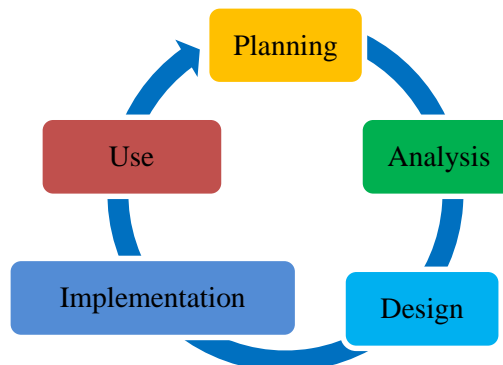 Planning
Analysis
Design
Implementation
Use